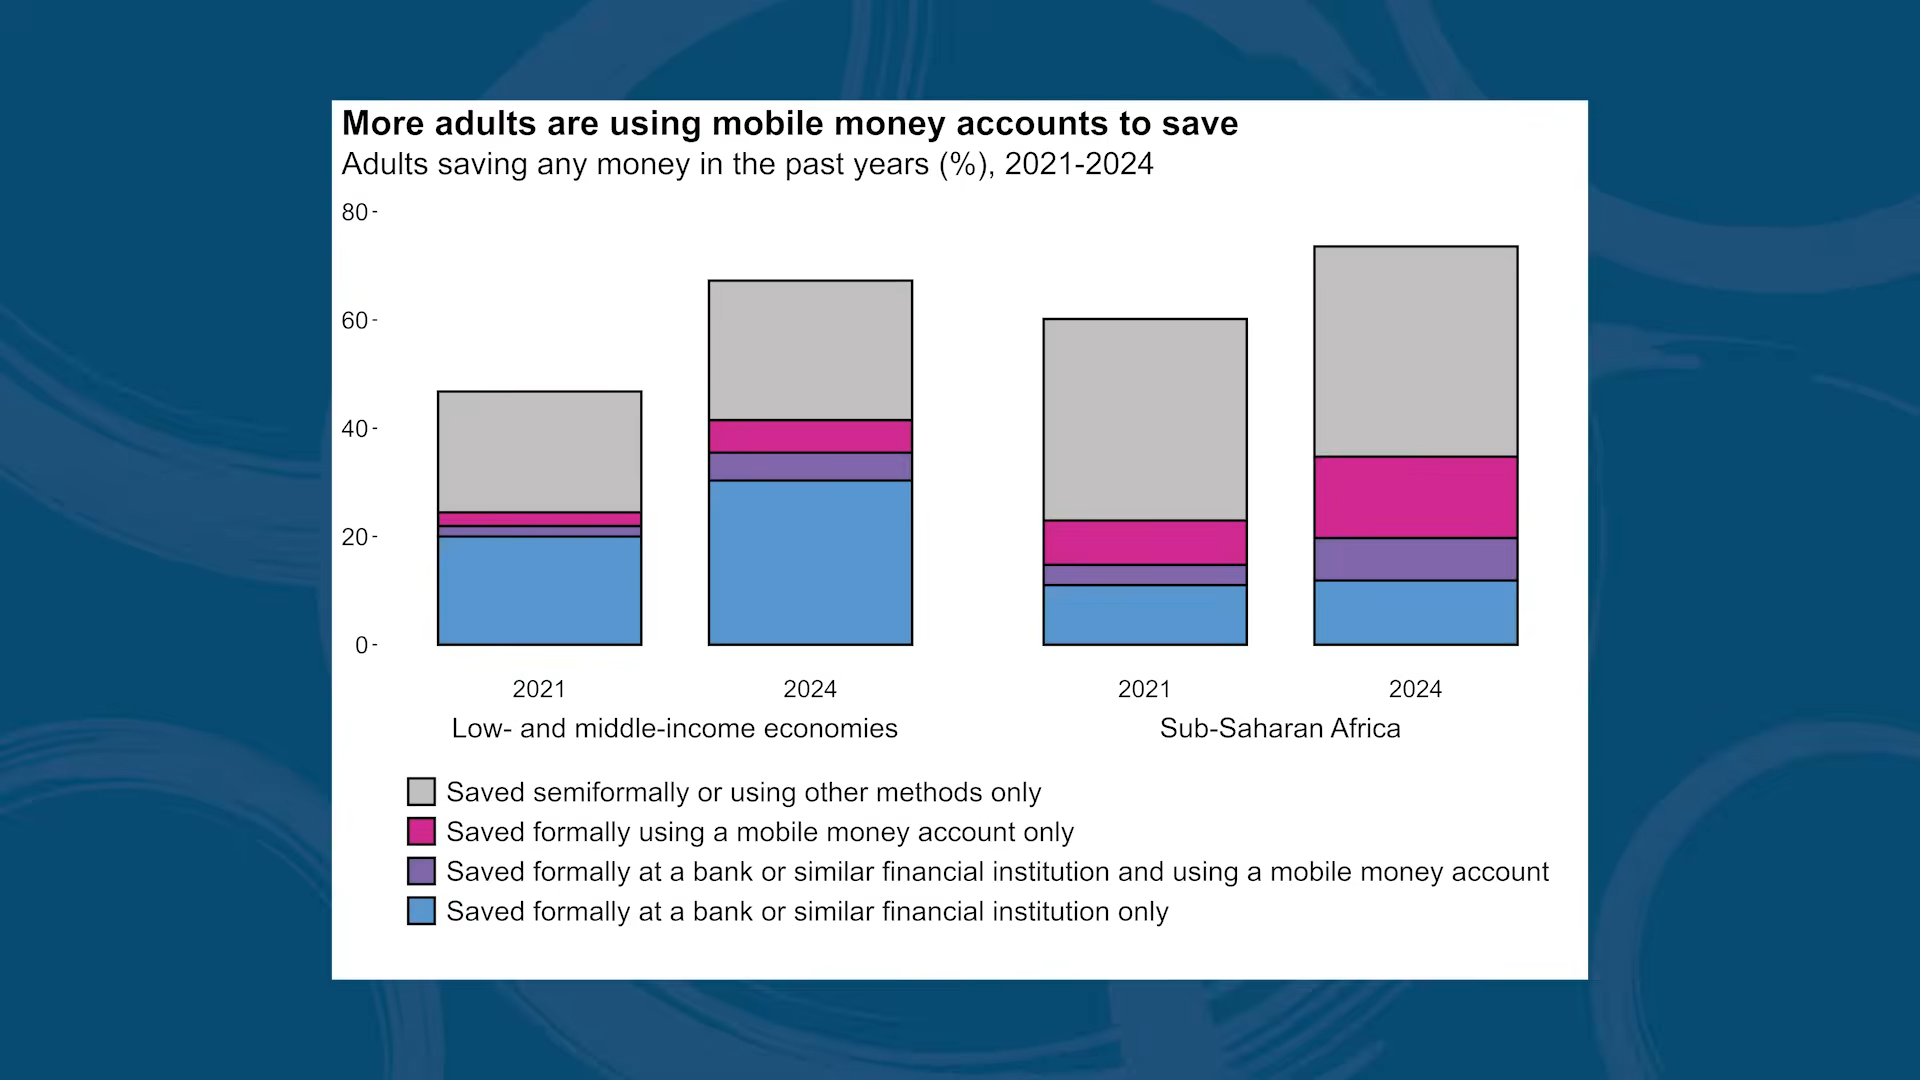 More adults are using mobile money accounts to save
Adults saving any money in the past years (%), 2021-2024
80
60
40
20
0
2021
2024
2021
2024
Low- and middle-income economies
Sub-Saharan Africa
Saved semiformally or using other methods only
Saved formally using a mobile money account only
Saved formally at a bank or similar financial institution and using a mobile money account
Saved formally at a bank or similar financial institution only